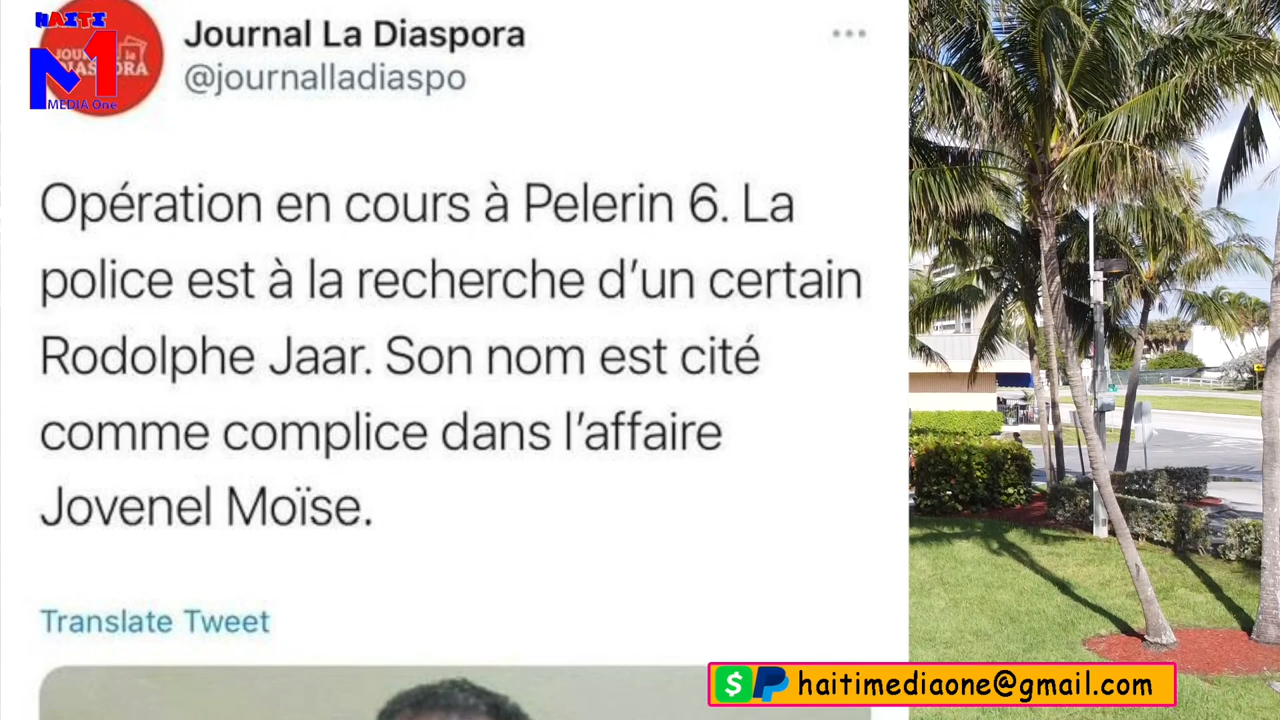 HAITI
M1
MEDIA One
Journal La Diaspora
@journalladiaspo
Opération en cours à Pelerin 6. La
police est à la recherche d’un certain
Rodolphe Jaar. Son nom est cité
comme complice dans l’affaire
Jovenel Moïse.
Translate Tweet
$ P haitimediaone@gmail.com